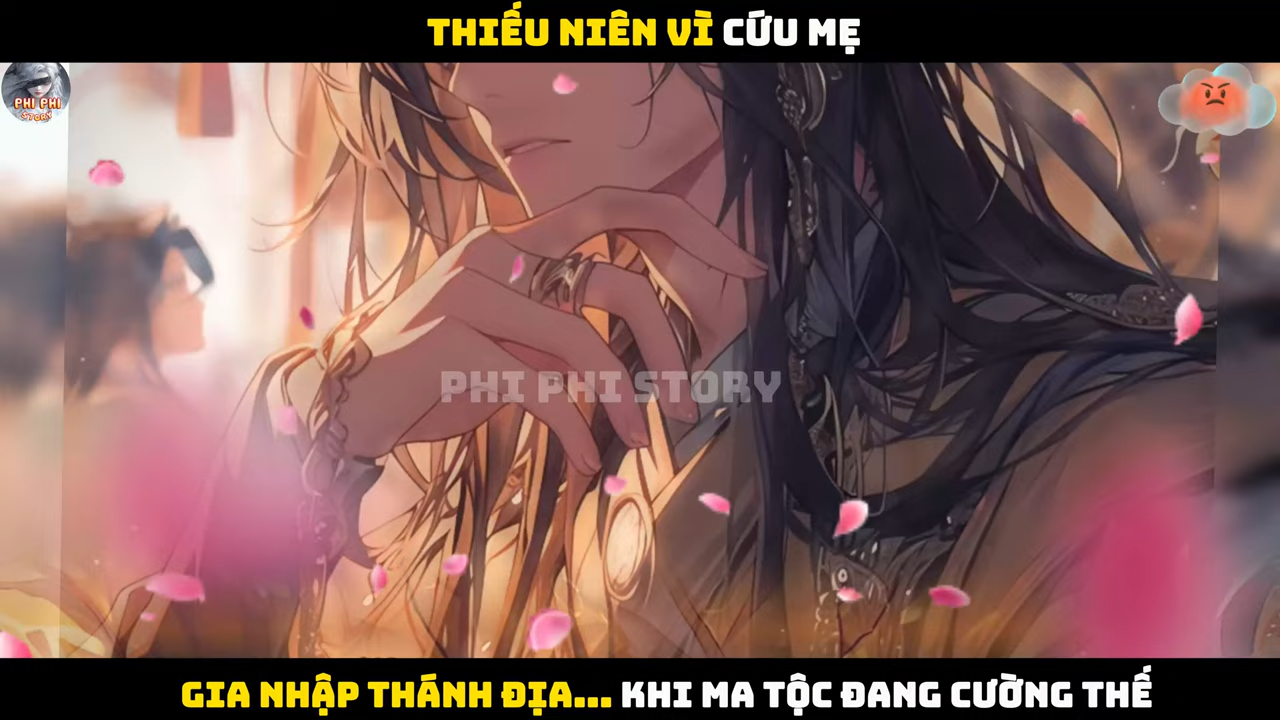 THIẾU NIÊN VÌ CỨU MẸ
PHI PHI
STORY
PHI PHI STORY
GIA NHẬP THÁNH ĐỊA... KHI MA TỘC ĐANG CƯỜNG THẾ